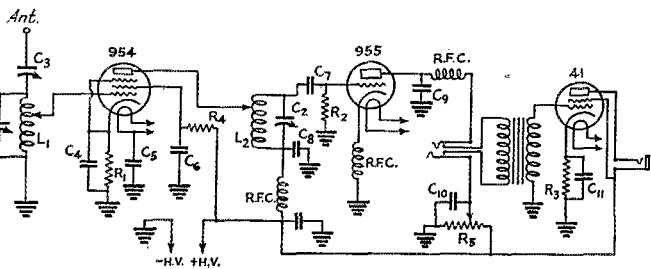 Ant.
C3
954
955
R.F.C.
41
C7
C9
R4
L2
C2
R2
L1
C8
C4
C5
C6
R1
R.F.C.
R.F.C.
C10
R3
C11
R5
-H.V. +H.V.